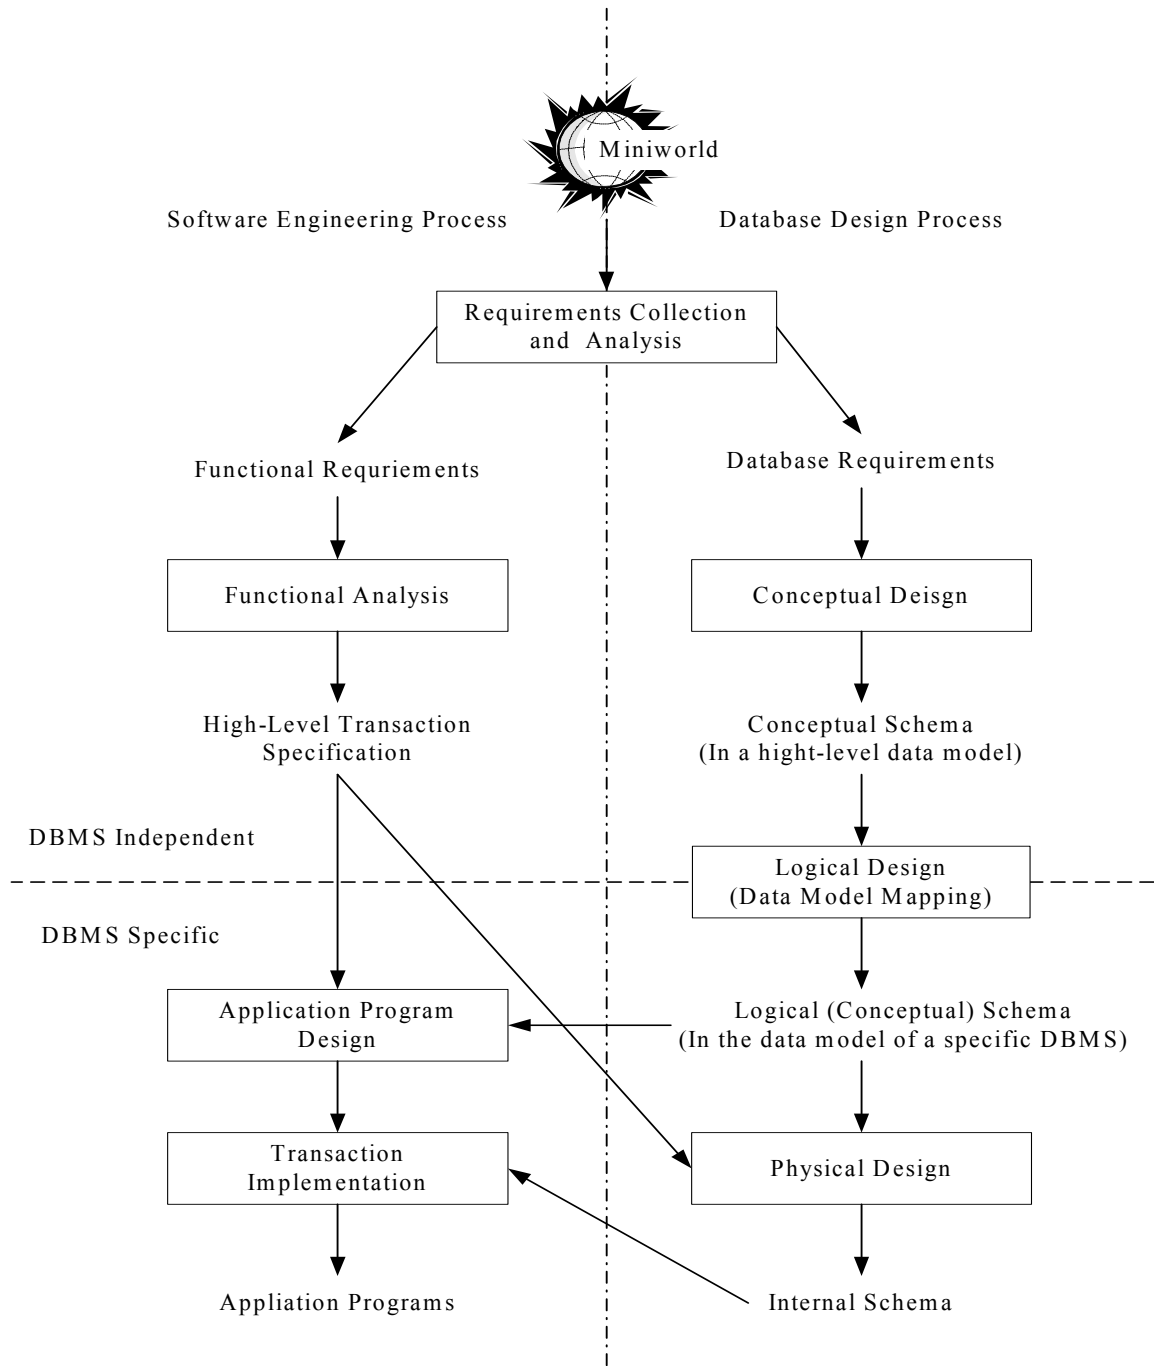 Miniworld
Software Engineering Process
Database Design Process
Requirements Collection
and Analysis
Functional Requriements
Database Requirements
Functional Analysis
Conceptual Deisgn
High-Level Transaction
Specification
Conceptual Schema
(In a hight-level data model)
DBMS Independent
Logical Design
(Data Model Mapping)
DBMS Specific
Application Program
Design
Logical (Conceptual) Schema
(In the data model of a specific DBMS)
Transaction
Implementation
Physical Design
Appliation Programs
Internal Schema